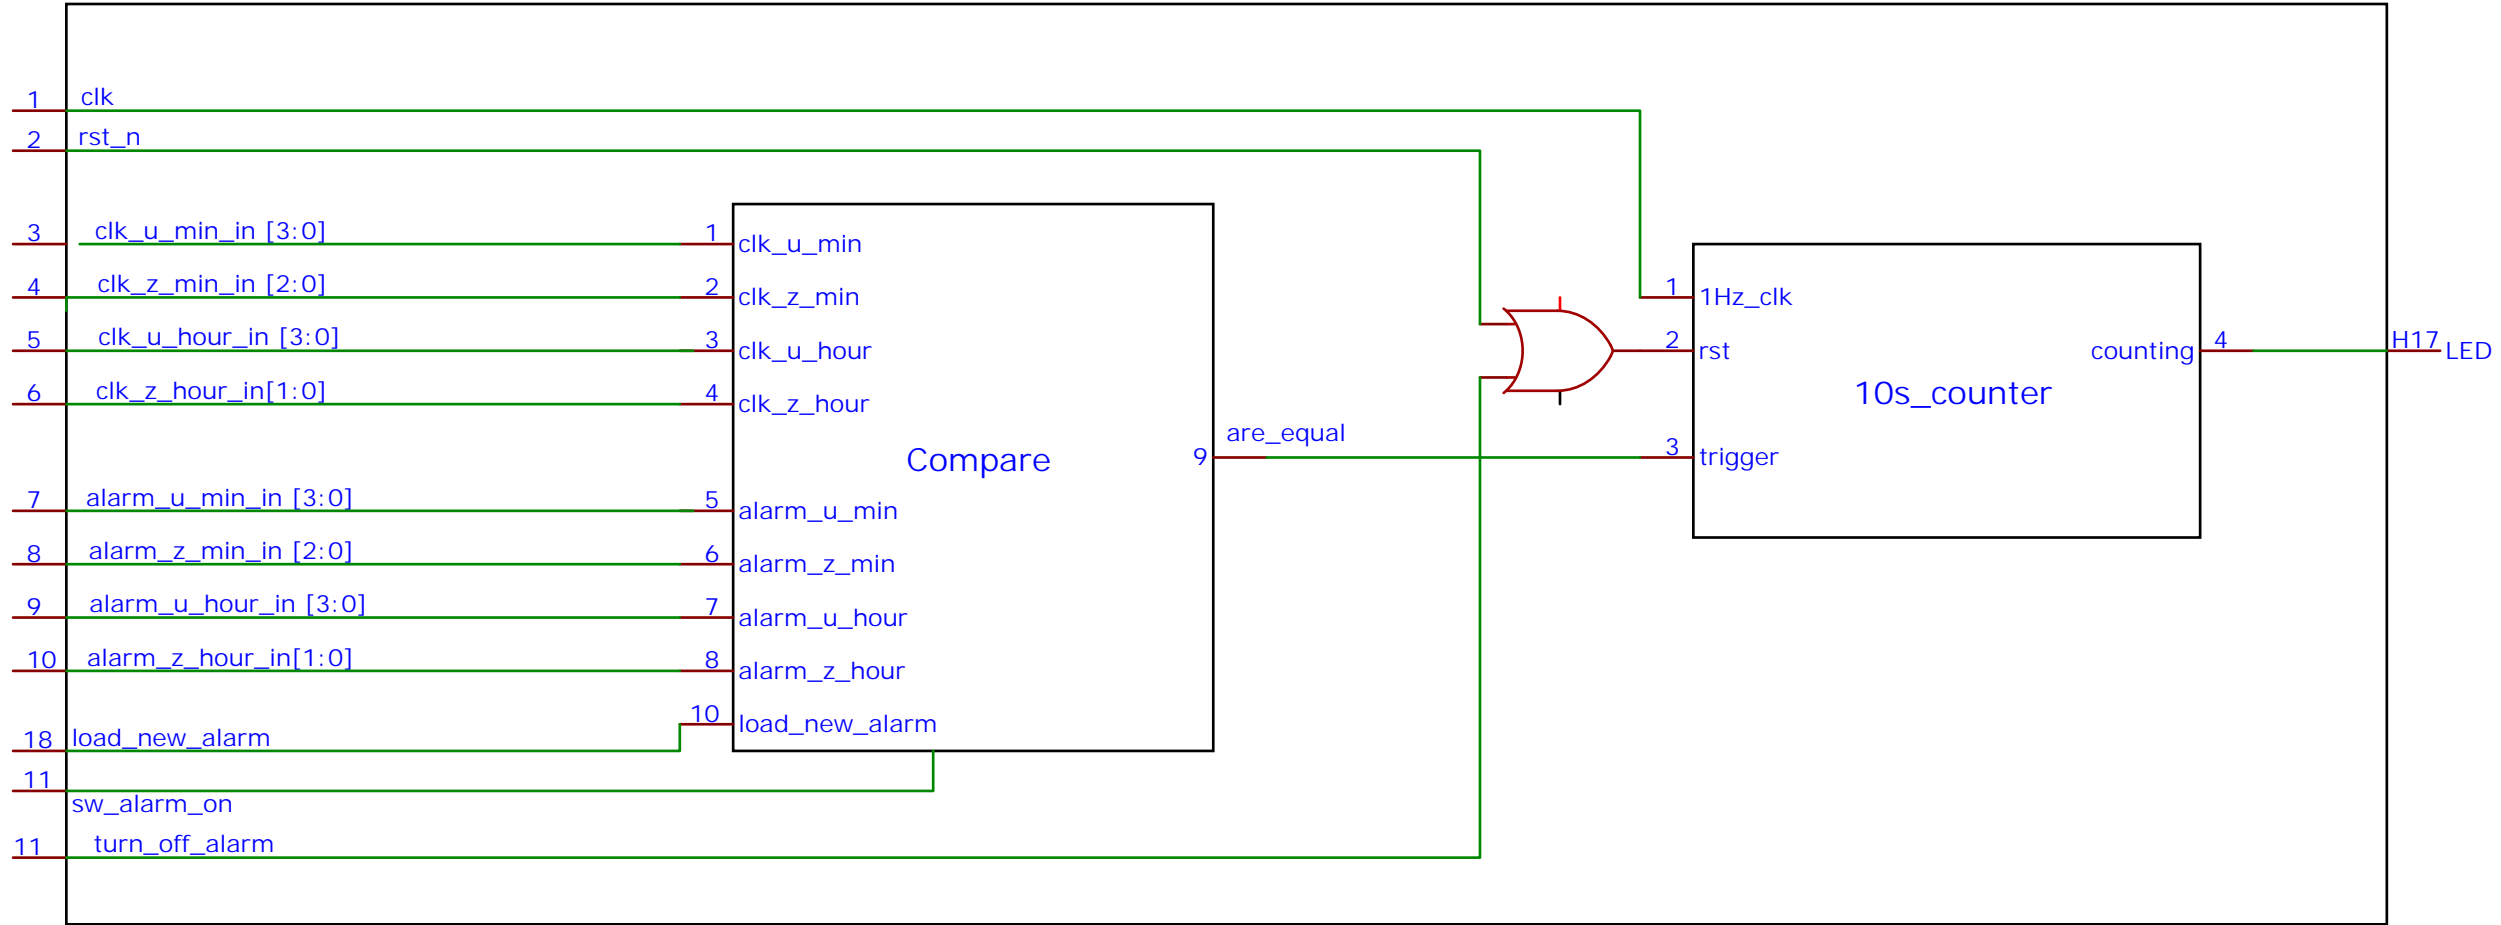 1 clk
2 rst_n
3 clk_u_min_in [3:0]
4 clk_z_min_in [2:0]
5 clk_u_hour_in [3:0]
6 clk_z_hour_in[1:0]
7 alarm_u_min_in [3:0]
8 alarm_z_min_in [2:0]
9 alarm_u_hour_in [3:0]
10 alarm_z_hour_in[1:0]
18 load_new_alarm
11
sw_alarm_on
11 turn_off_alarm
1 clk_u_min
2 clk_z_min
3 clk_u_hour
4 clk_z_hour
Compare
5 alarm_u_min
6 alarm_z_min
7 alarm_u_hour
8 alarm_z_hour
10 load_new_alarm
are_equal
9
1 1Hz_clk
2 rst
3 trigger
10s_counter
counting 4
H17 LED